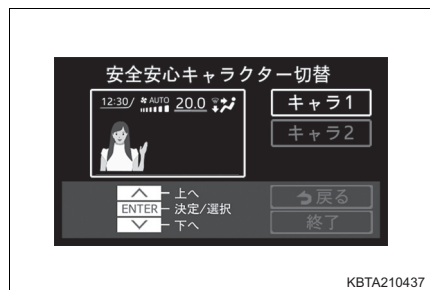 安全安心キャラクター切替
12:30/ AUTO 20.0
キャラ1
キャラ2
上へ
ENTER 決定/選択
下へ
戻る
終了
KBTA210437